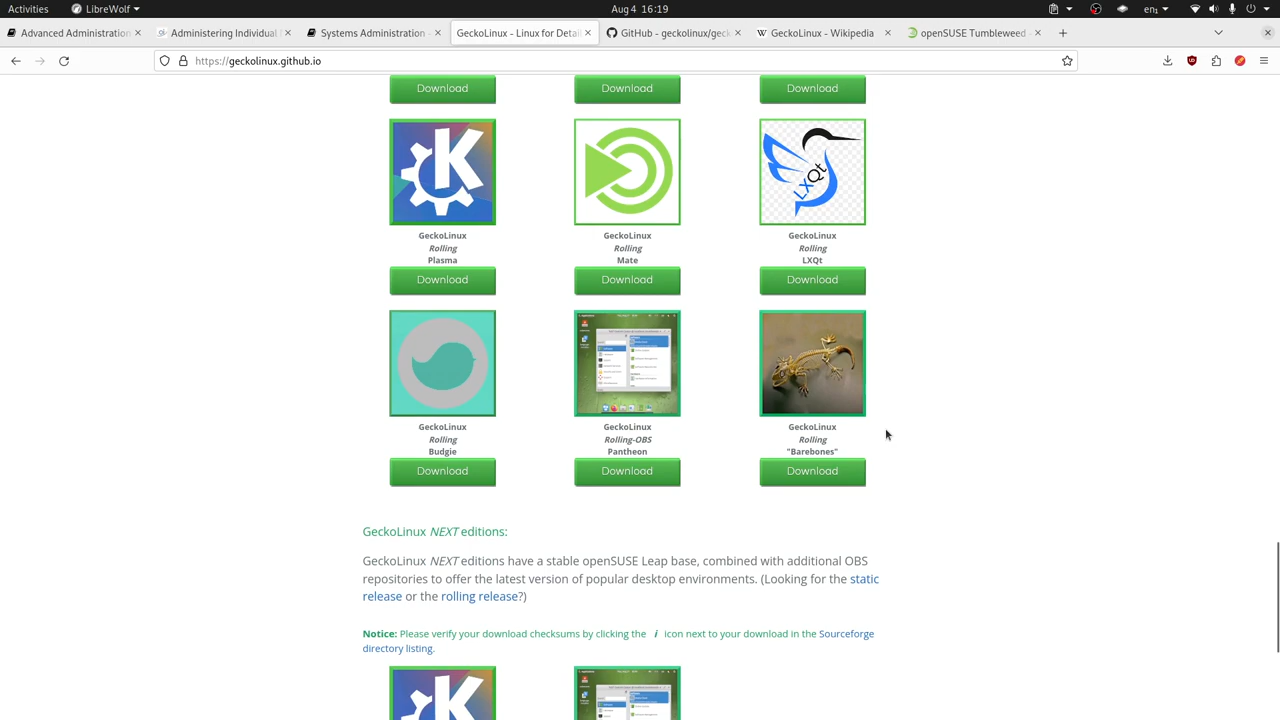 Activities
LibreWolf
Aug 4 16:19
en
Advanced Administration
Administering Individual
Systems Administration
GeckoLinux - Linux for Detai
GitHub - geckolinux/geck
GeckoLinux - Wikipedia
openSUSE Tumbleweed -
https://geckolinux.github.io
Download
Download
Download
LXQt
GeckoLinux
Rolling
Plasma
GeckoLinux
Rolling
Mate
GeckoLinux
Rolling
LXQt
Download
Download
Download
GeckoLinux
Rolling
Budgie
GeckoLinux
Rolling-OBS
Pantheon
GeckoLinux
Rolling
"Barebones"
Download
Download
Download
GeckoLinux NEXT editions:
GeckoLinux NEXT editions have a stable openSUSE Leap base, combined with additional OBS
repositories to offer the latest version of popular desktop environments. (Looking for the static
release or the rolling release?)
Notice: Please verify your download checksums by clicking the i icon next to your download in the Sourceforge
directory listing.